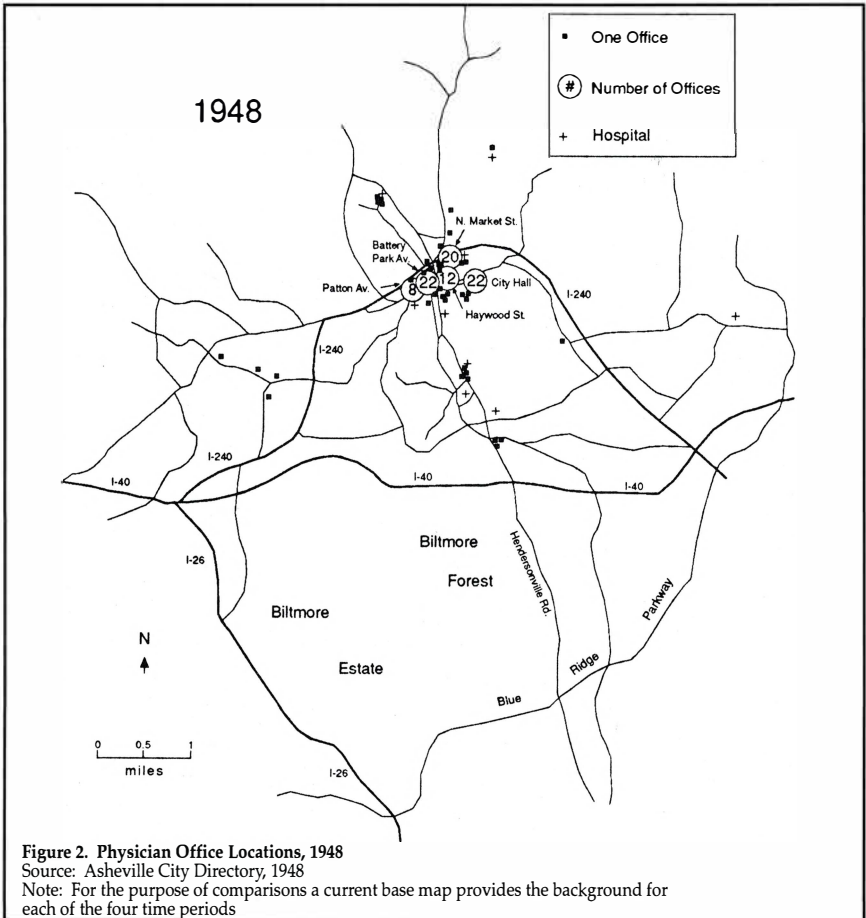 1948
One Office
# Number of Offices
Hospital
N. Market St.
Battery
Park Av.
20
Patton Av.
8
22
12
22
City Hall
Haywood St.
I-240
I-240
I-240
I-40
I-40
I-40
I-26
Biltmore
Forest
Hendersonville Rd.
Biltmore
Estate
Parkway
Ridge
Blue
N
0 0.5 1
miles
I-26
Figure 2. Physician Office Locations, 1948
Source: Asheville City Directory, 1948
Note: For the purpose of comparisons a current base map provides the background for
each of the four time periods